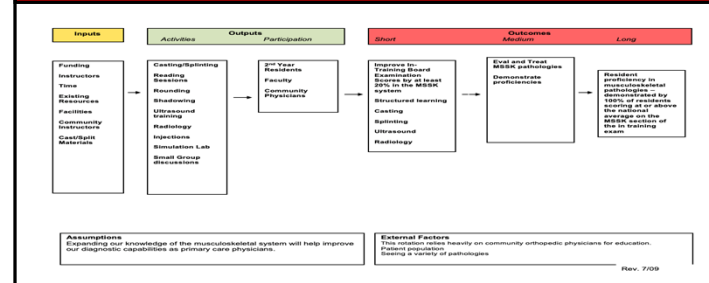 Inputs
Outputs
Activities Participation
Outcomes
Short Medium Long
Funding
Instructors
Time
Existing
Resources
Facilities
Community
Instructors
Cast/Split
Materials
Casting/Splinting
Reading
Sessions
Rounding
Shadowing
Ultrasound
training
Radiology
Injections
Simulation Lab
Small Group
discussions
2nd Year
Residents
Faculty
Community
Physicians
Improve In-
Training Board
Examination
Scores by at least
20% in the MSSK
system
Structured learning
Casting
Splinting
Ultrasound
Radiology
Eval and Treat
MSSK pathologies
Demonstrate
proficiencies
Resident
proficiency in
musculoskeletal
pathologies –
demonstrated by
100% of residents
scoring at or above
the national
average on the
MSSK section of
the in training
exam
Assumptions
Expanding our knowledge of the musculoskeletal system will help improve
our diagnostic capabilities as primary care physicians.
External Factors
This rotation relies heavily on community orthopedic physicians for education.
Patient population
Seeing a variety of pathologies
Rev. 7/09